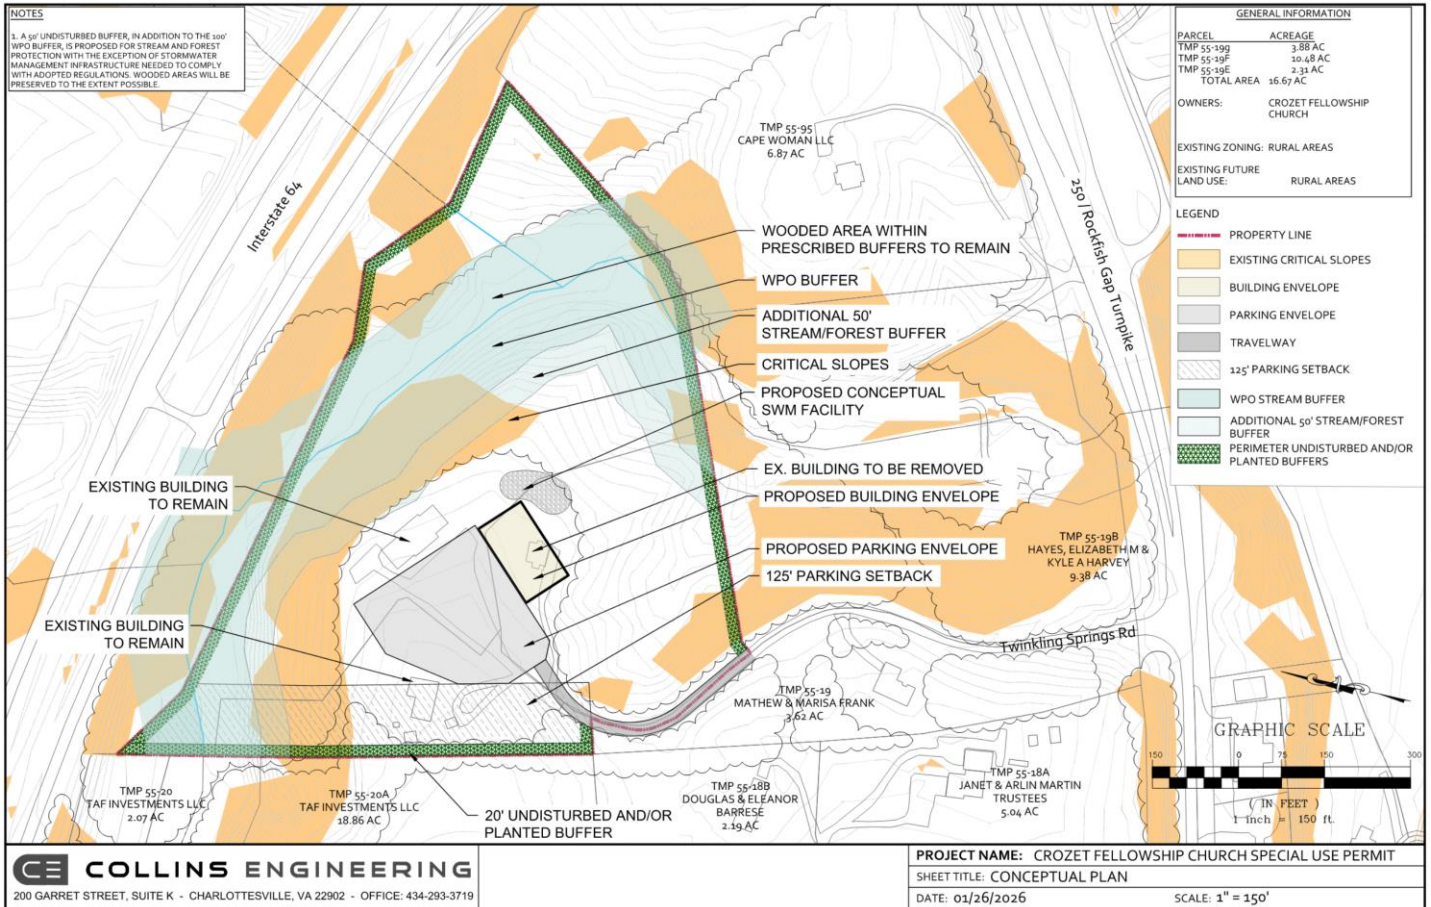 NOTES
1. A 50' UNDISTURBED BUFFER, IN ADDITION TO THE 100'
WPO BUFFER, IS PROPOSED FOR STREAM AND FOREST
PROTECTION WITH THE EXCEPTION OF STORMWATER
MANAGEMENT INFRASTRUCTURE NEEDED TO COMPLY
WITH ADOPTED REGULATIONS. WOODED AREAS WILL BE
PRESERVED TO THE EXTENT POSSIBLE.
GENERAL INFORMATION
PARCEL ACREAGE
TMP 55-19g 3.88 AC
TMP 55-19F 10.48 AC
TMP 55-19E 2.31 AC
TOTAL AREA 16.67 AC
OWNERS: CROZET FELLOWSHIP
CHURCH
EXISTING ZONING: RURAL AREAS
EXISTING FUTURE
LAND USE: RURAL AREAS
LEGEND
PROPERTY LINE
EXISTING CRITICAL SLOPES
BUILDING ENVELOPE
PARKING ENVELOPE
TRAVELWAY
125' PARKING SETBACK
WPO STREAM BUFFER
ADDITIONAL 50' STREAM/FOREST
BUFFER
PERIMETER UNDISTURBED AND/OR
PLANTED BUFFERS
Interstate 64
TMP 55-95
CAPE WOMAN LLC
6.87 AC
250 / Rockfish Gap Turnpike
WOODED AREA WITHIN
PRESCRIBED BUFFERS TO REMAIN
WPO BUFFER
ADDITIONAL 50'
STREAM/FOREST BUFFER
CRITICAL SLOPES
PROPOSED CONCEPTUAL
SWM FACILITY
EX. BUILDING TO BE REMOVED
PROPOSED BUILDING ENVELOPE
PROPOSED PARKING ENVELOPE
125' PARKING SETBACK
EXISTING BUILDING
TO REMAIN
EXISTING BUILDING
TO REMAIN
TMP 55-19B
HAYES, ELIZABETH M &
KYLE A HARVEY
9.38 AC
Twinkling Springs Rd
TMP 55-19
MATHEW & MARISA FRANK
3.62 AC
TMP 55-20
TAF INVESTMENTS LLC
2.07 AC
TMP 55-20A
TAF INVESTMENTS LLC
18.86 AC
20' UNDISTURBED AND/OR
PLANTED BUFFER
TMP 55-18B
DOUGLAS & ELEANOR
BARRESE
2.19 AC
TMP 55-18A
JANET & ARLIN MARTIN
TRUSTEES
5.04 AC
GRAPHIC SCALE
150 0 75 150 300
( IN FEET )
1 inch = 150 ft.
CE COLLINS ENGINEERING
200 GARRET STREET, SUITE K - CHARLOTTESVILLE, VA 22902 - OFFICE: 434-293-3719
PROJECT NAME: CROZET FELLOWSHIP CHURCH SPECIAL USE PERMIT
SHEET TITLE: CONCEPTUAL PLAN
DATE: 01/26/2026 SCALE: 1" = 150'